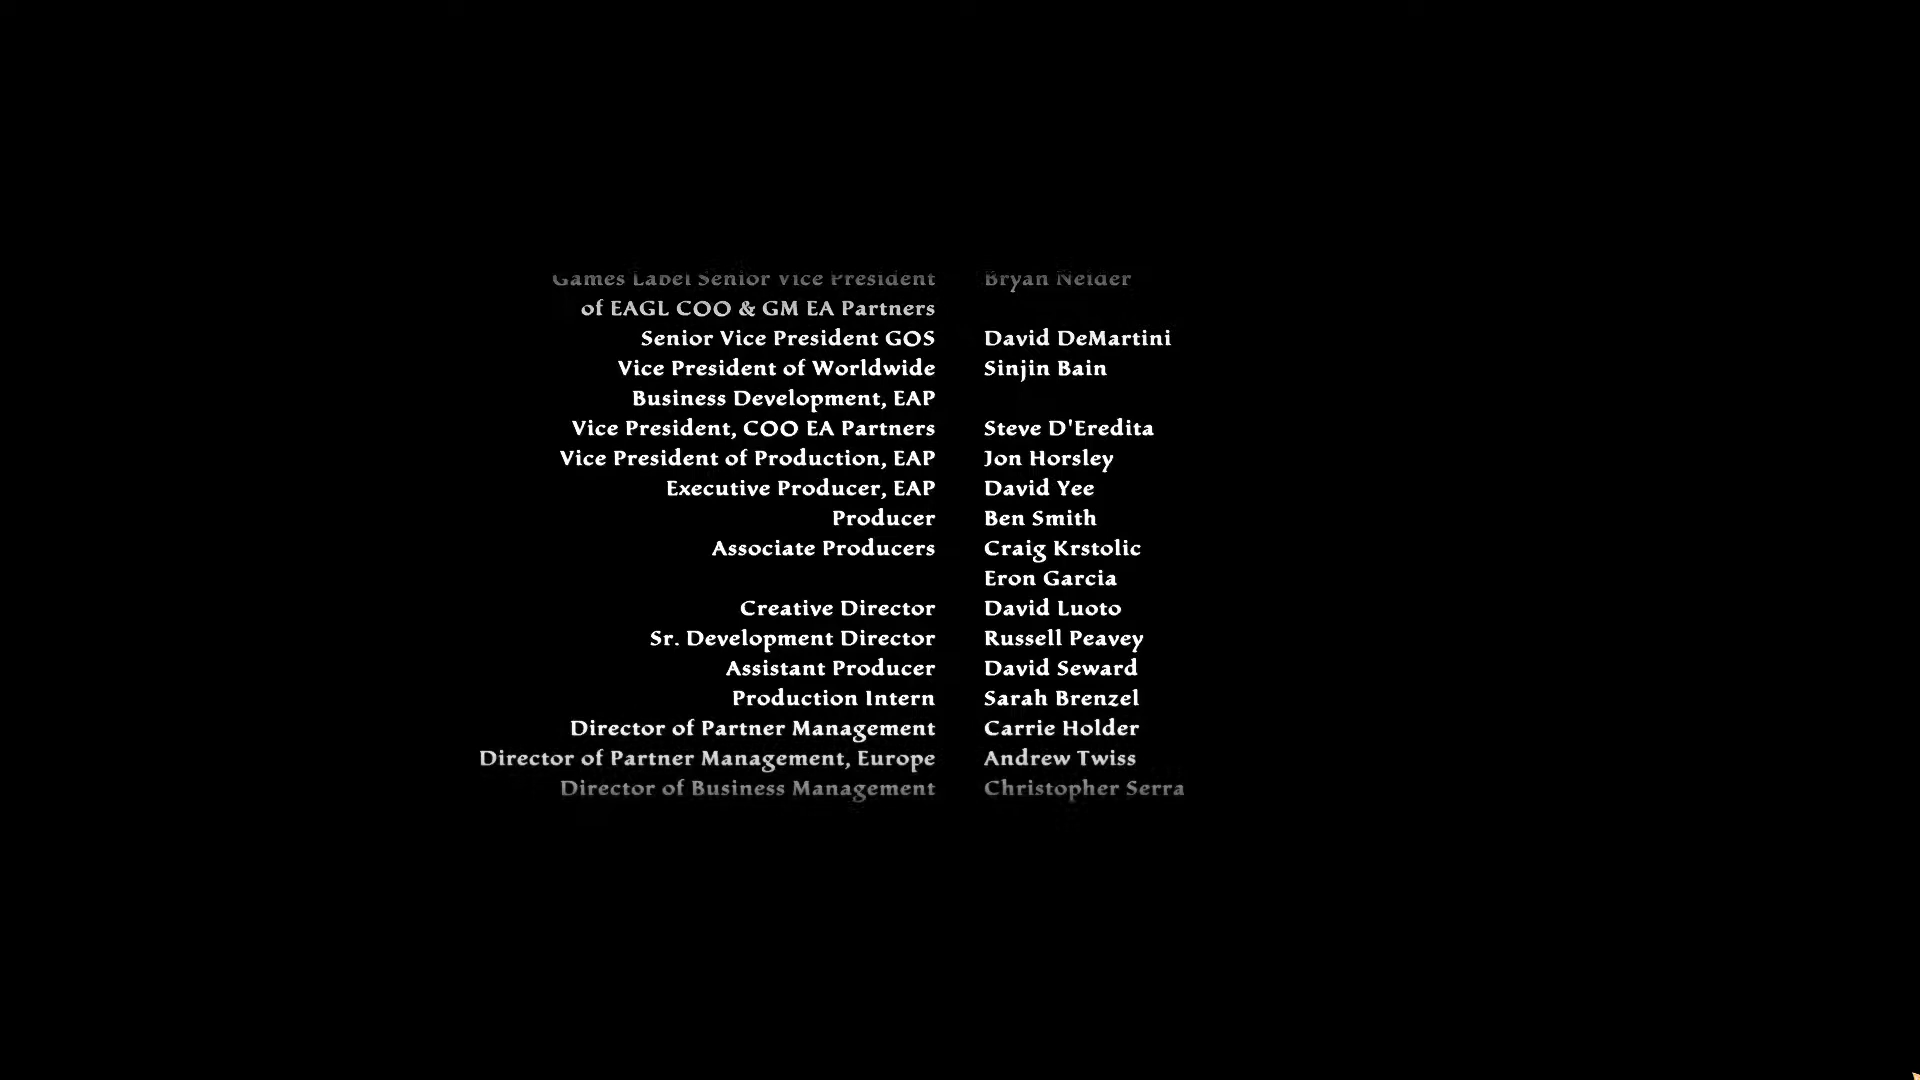 Games Label Senior Vice President Bryan Neider
of EAGL COO & GM EA Partners
Senior Vice President GOS David DeMartini
Vice President of Worldwide Sinjin Bain
Business Development, EAP
Vice President, COO EA Partners Steve D'Eredita
Vice President of Production, EAP Jon Horsley
Executive Producer, EAP David Yee
Producer Ben Smith
Associate Producers Craig Krstolic
Eron Garcia
Creative Director David Luoto
Sr. Development Director Russell Peavey
Assistant Producer David Seward
Production Intern Sarah Brenzel
Director of Partner Management Carrie Holder
Director of Partner Management, Europe Andrew Twiss
Director of Business Management Christopher Serra